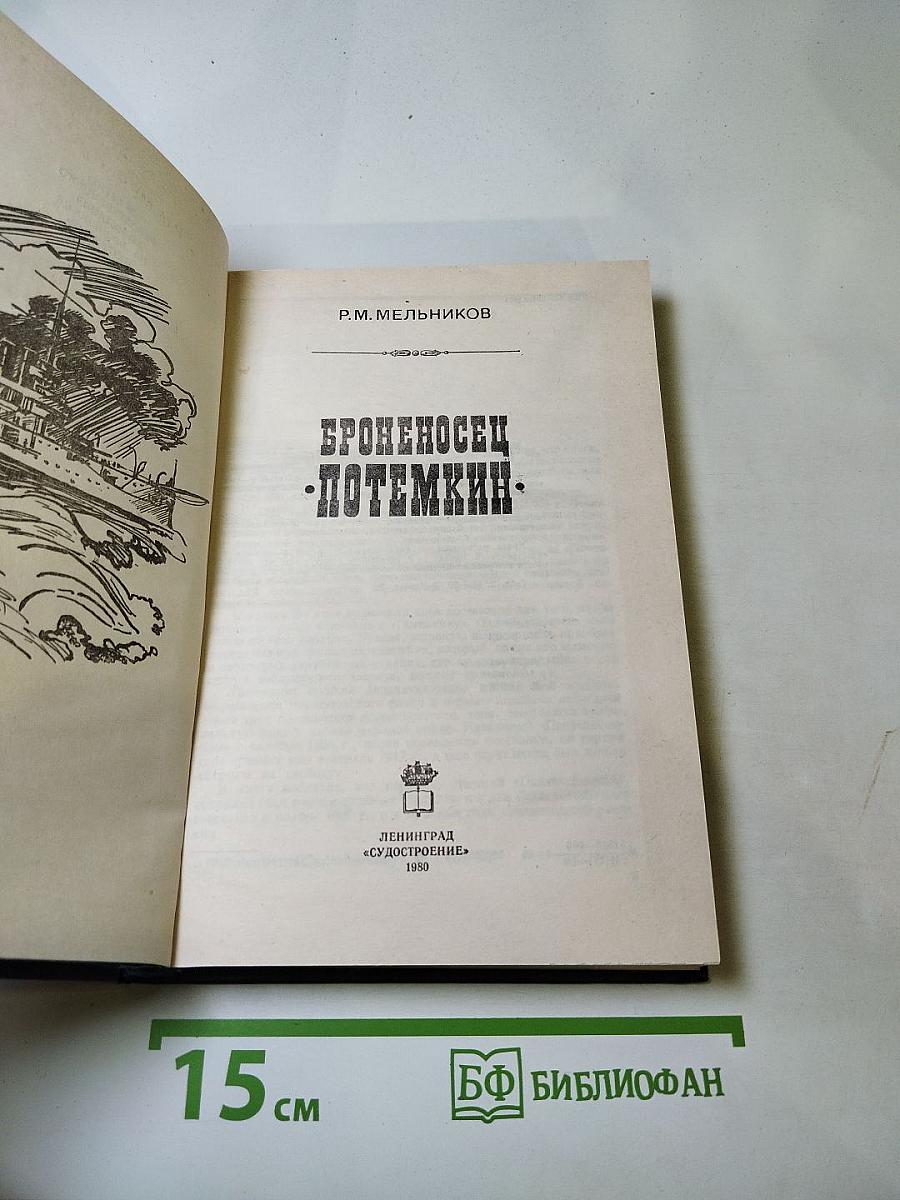 Р.М.МЕЛЬНИКОВ
БРОНЕНОСЕЦ
·ПОТЕМКИН·
ЛЕНИНГРАД
«СУДОСТРОЕНИЕ»
1980
15 см
БФ БИБЛИОФАН